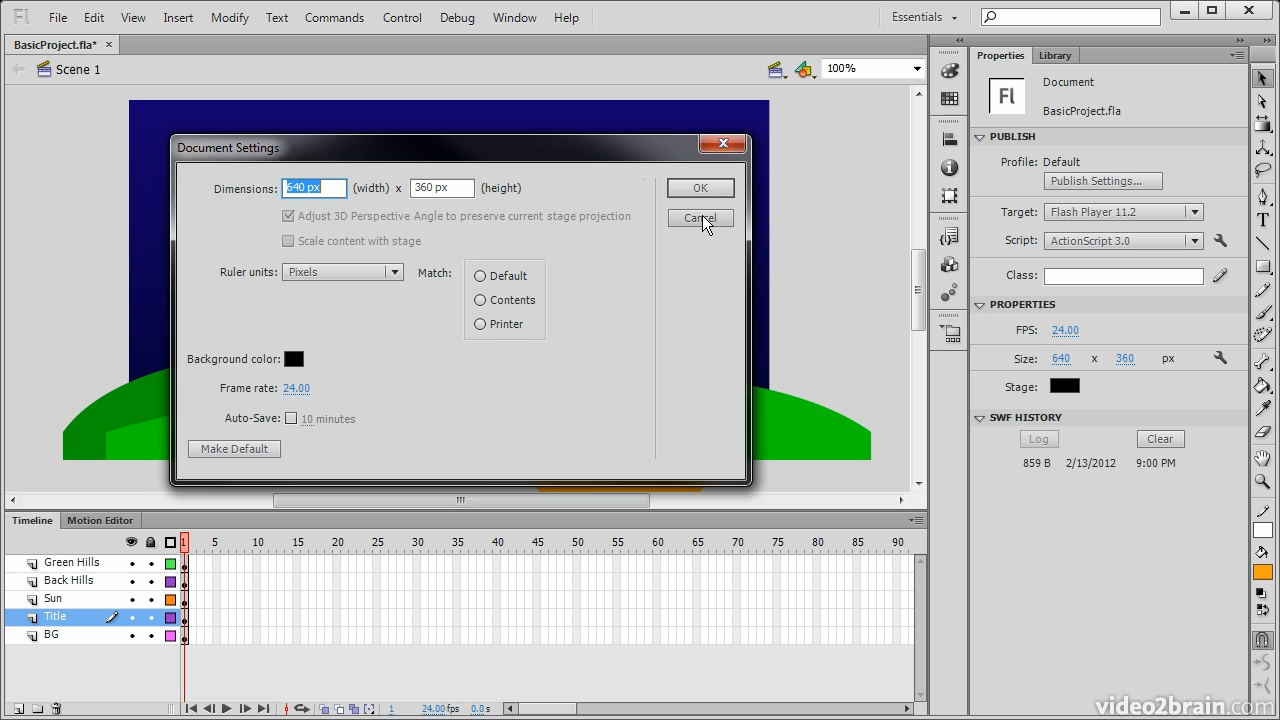 Fl File Edit View Insert Modify Text Commands Control Debug Window Help Essentials
BasicProject.fla* ×
Scene 1 100%
Document Settings
Dimensions: 640 px (width) x 360 px (height) OK
Adjust 3D Perspective Angle to preserve current stage projection Cancel
Scale content with stage
Ruler units: Pixels Match: Default
Contents
Printer
Background color:
Frame rate: 24.00
Auto-Save: 10 minutes
Make Default
Properties Library
Fl Document
BasicProject.fla
PUBLISH
Profile: Default
Publish Settings...
Target: Flash Player 11.2
Script: ActionScript 3.0
Class:
PROPERTIES
FPS: 24.00
Size: 640 x 360 px
Stage:
SWF HISTORY
Log Clear
859 B 2/13/2012 9:00 PM
Timeline Motion Editor
1 5 10 15 20 25 30 35 40 45 50 55 60 65 70 75 80 85 90
Green Hills
Back Hills
Sun
Title
BG
1 24.00 fps 0.0 s
video2brain.com